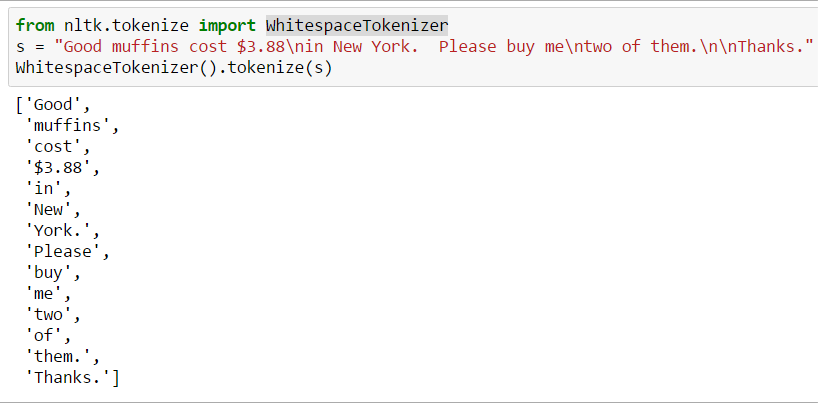 from nltk.tokenize import WhitespaceTokenizer
s = "Good muffins cost $3.88\nin New York.  Please buy me\ntwo of them.\n\nThanks."
WhitespaceTokenizer().tokenize(s)
['Good',
 'muffins',
 'cost',
 '$3.88',
 'in',
 'New',
 'York.',
 'Please',
 'buy',
 'me',
 'two',
 'of',
 'them.',
 'Thanks.']